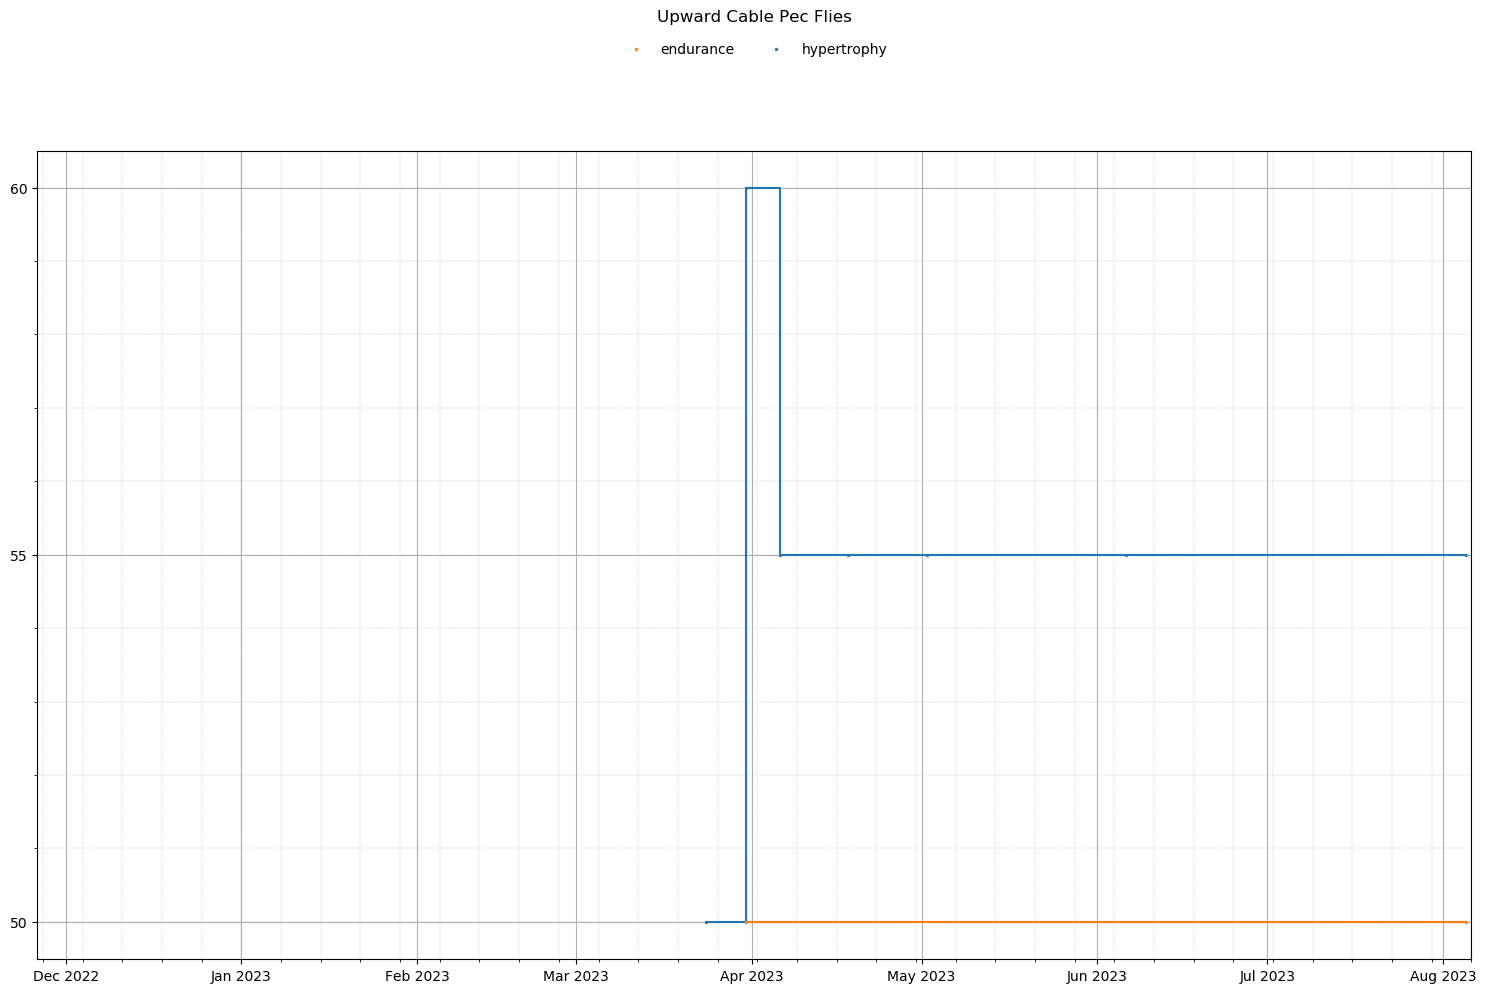 Upward Cable Pec Flies
endurance hypertrophy
60
55
50
Dec 2022 Jan 2023 Feb 2023 Mar 2023 Apr 2023 May 2023 Jun 2023 Jul 2023 Aug 2023